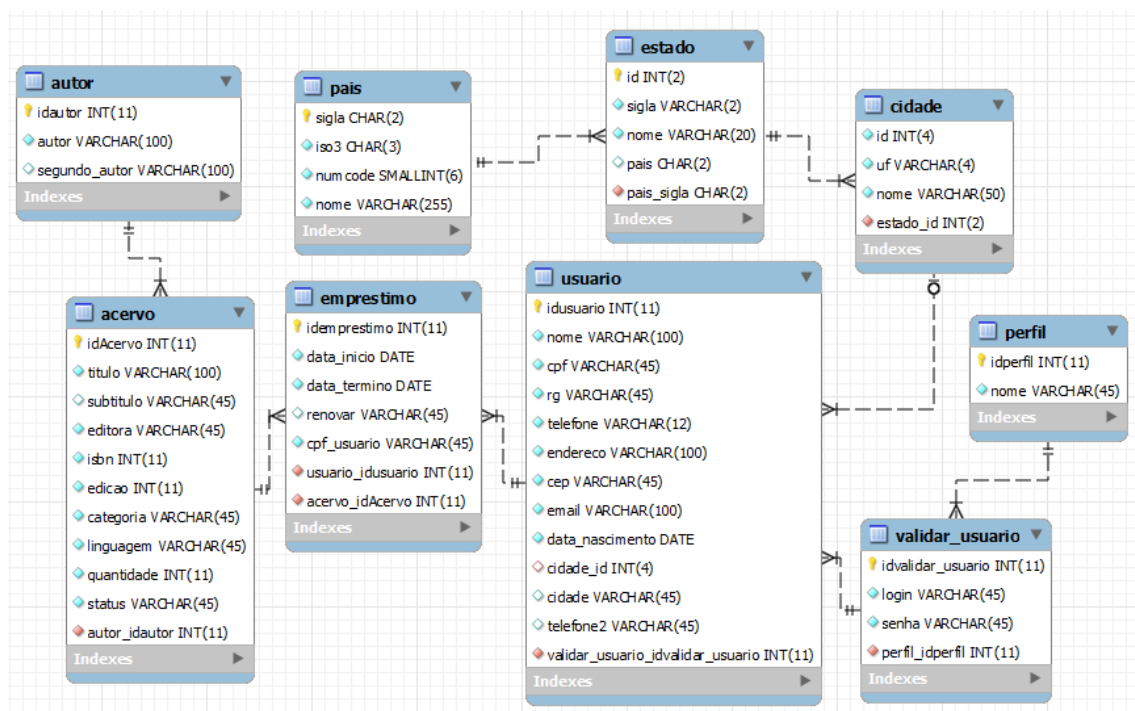 autor
idautor INT(11)
autor VARCHAR(100)
segundo_autor VARCHAR(100)
Indexes
pais
sigla CHAR(2)
iso3 CHAR(3)
numcode SMALLINT(6)
nome VARCHAR(255)
Indexes
estado
id INT(2)
sigla VARCHAR(2)
nome VARCHAR(20)
pais CHAR(2)
pais_sigla CHAR(2)
Indexes
cidade
id INT(4)
uf VARCHAR(4)
nome VARCHAR(50)
estado_id INT(2)
Indexes
acervo
idAcervo INT(11)
titulo VARCHAR(100)
subtitulo VARCHAR(45)
editora VARCHAR(45)
isbn INT(11)
edicao INT(11)
categoria VARCHAR(45)
linguagem VARCHAR(45)
quantidade INT(11)
status VARCHAR(45)
autor_idautor INT(11)
Indexes
emprestimo
idemprestimo INT(11)
data_inicio DATE
data_termino DATE
renovar VARCHAR(45)
cpf_usuario VARCHAR(45)
usuario_idusuario INT(11)
acervo_idAcervo INT(11)
Indexes
usuario
idusuario INT(11)
nome VARCHAR(100)
cpf VARCHAR(45)
rg VARCHAR(45)
telefone VARCHAR(12)
endereco VARCHAR(100)
cep VARCHAR(45)
email VARCHAR(100)
data_nascimento DATE
cidade_id INT(4)
cidade VARCHAR(45)
telefone2 VARCHAR(45)
validar_usuario_idvalidar_usuario INT(11)
Indexes
perfil
idperfil INT(11)
nome VARCHAR(45)
Indexes
validar_usuario
idvalidar_usuario INT(11)
login VARCHAR(45)
senha VARCHAR(45)
perfil_idperfil INT(11)
Indexes